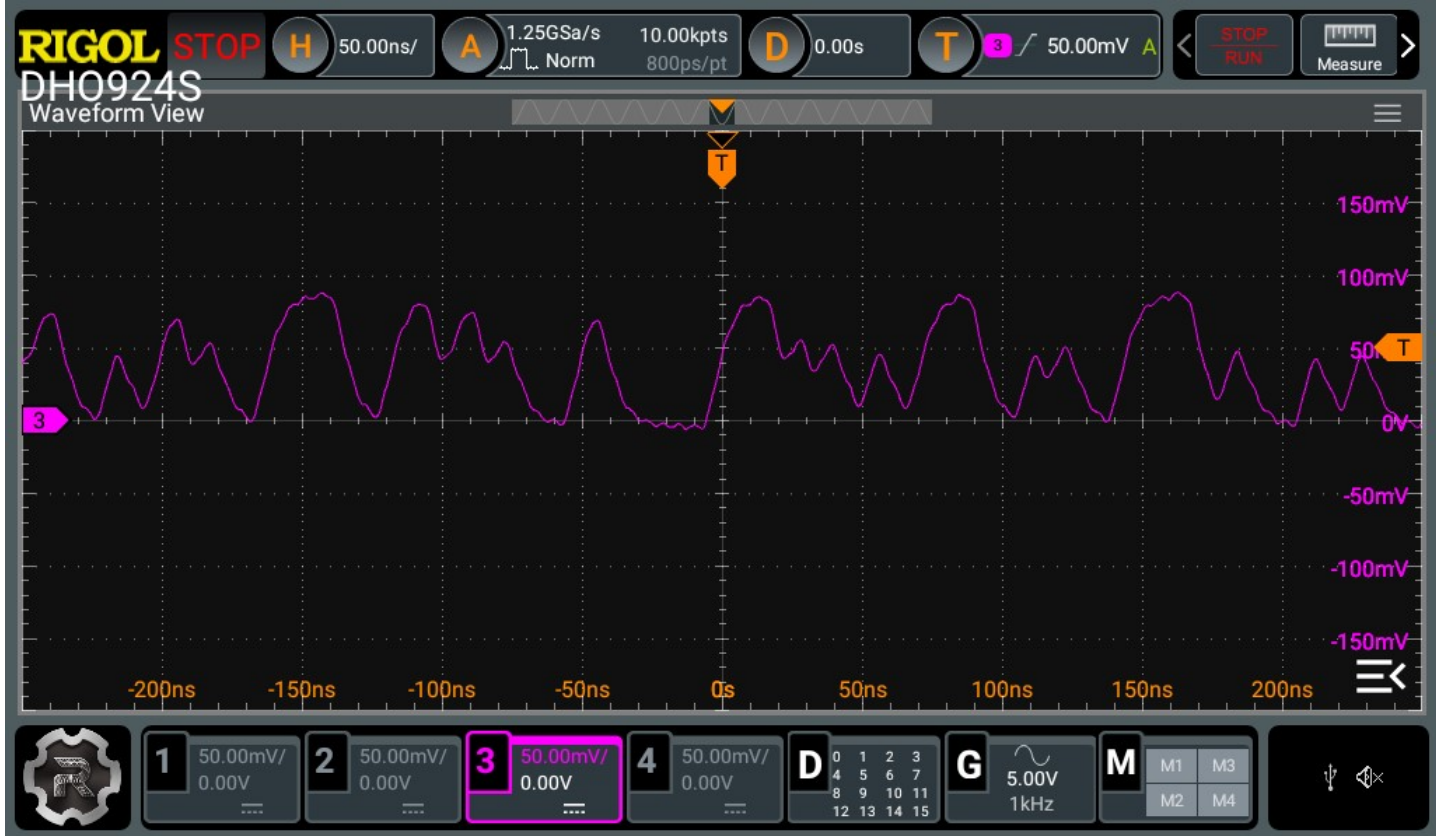 RIGOL STOP H 50.00ns/ A 1.25GSa/s 10.00kpts D 0.00s T 3 50.00mV A STOP Measure
Norm 800ps/pt RUN
DHO924S
Waveform View
T
150mV
100mV
T
3
0V
-50mV
-100mV
-150mV
-200ns -150ns -100ns -50ns 0s 50ns 100ns 150ns 200ns
1 50.00mV/ 2 50.00mV/ 3 50.00mV/ 4 50.00mV/ D 0 1 2 3 G M M1 M3
0.00V 0.00V 0.00V 0.00V 4 5 6 7 5.00V
8 9 10 11 1kHz M2 M4
12 13 14 15
R